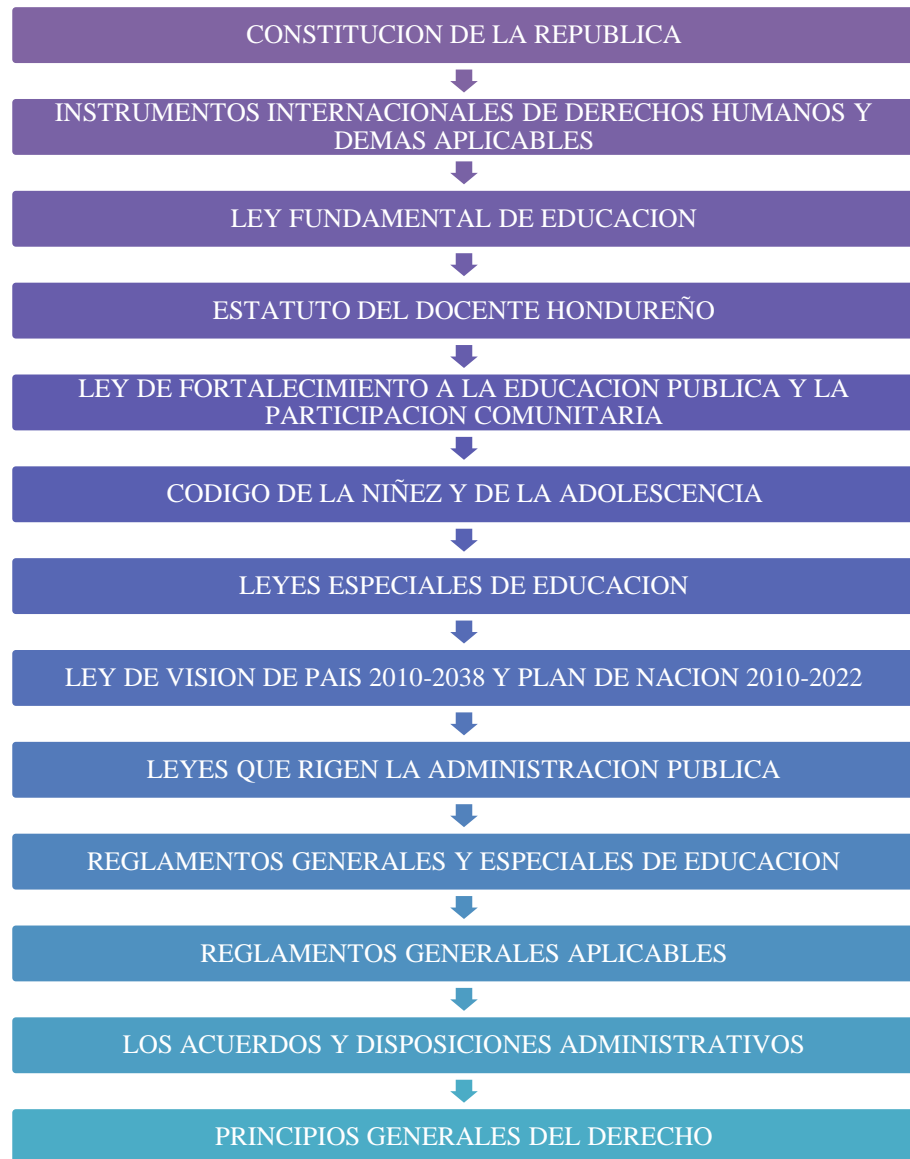 CONSTITUCION DE LA REPUBLICA
INSTRUMENTOS INTERNACIONALES DE DERECHOS HUMANOS Y
DEMAS APLICABLES
LEY FUNDAMENTAL DE EDUCACION
ESTATUTO DEL DOCENTE HONDUREÑO
LEY DE FORTALECIMIENTO A LA EDUCACION PUBLICA Y LA
PARTICIPACION COMUNITARIA
CODIGO DE LA NIÑEZ Y DE LA ADOLESCENCIA
LEYES ESPECIALES DE EDUCACION
LEY DE VISION DE PAIS 2010-2038 Y PLAN DE NACION 2010-2022
LEYES QUE RIGEN LA ADMINISTRACION PUBLICA
REGLAMENTOS GENERALES Y ESPECIALES DE EDUCACION
REGLAMENTOS GENERALES APLICABLES
LOS ACUERDOS Y DISPOSICIONES ADMINISTRATIVOS
PRINCIPIOS GENERALES DEL DERECHO